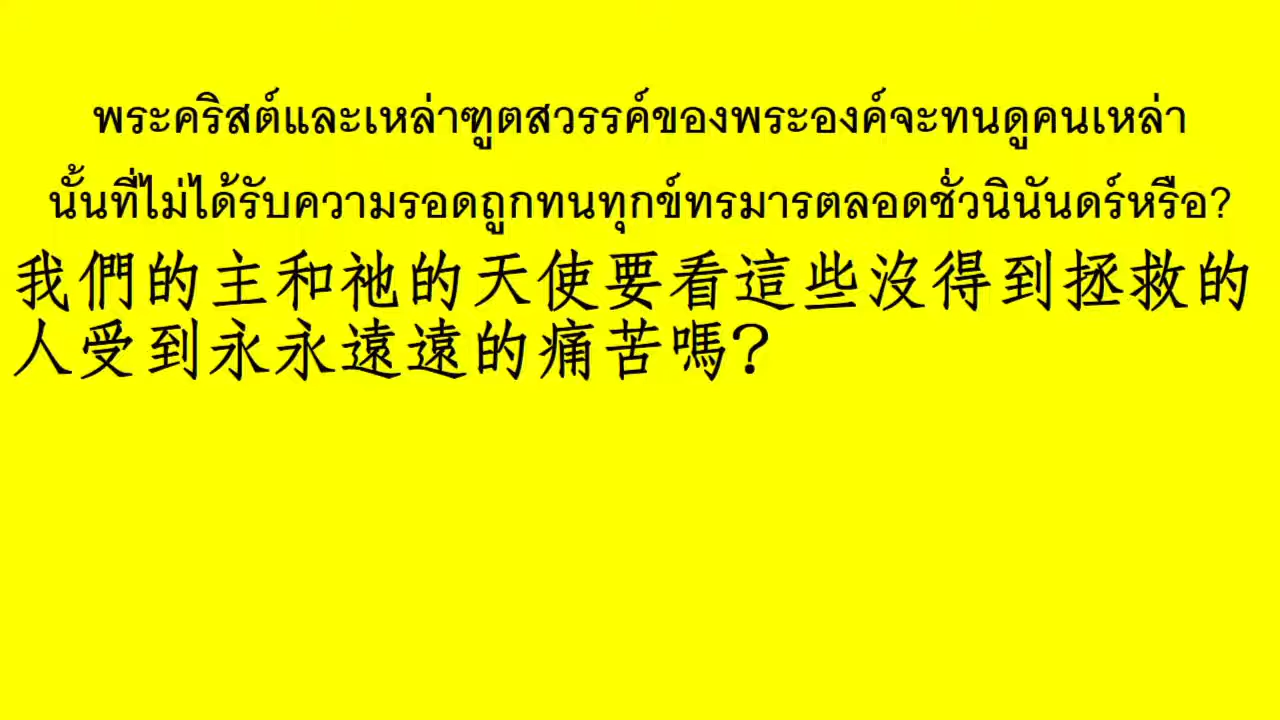 พระคริสต์และเหล่าฑูตสวรรค์ของพระองค์จะทนดูคนเหล่า
นั้นที่ไม่ได้รับความรอดถูกทนทุกข์ทรมารตลอดชั่วนินันดร์หรือ?
我們的主和祂的天使要看這些沒得到拯救的
人受到永永遠遠的痛苦嗎?